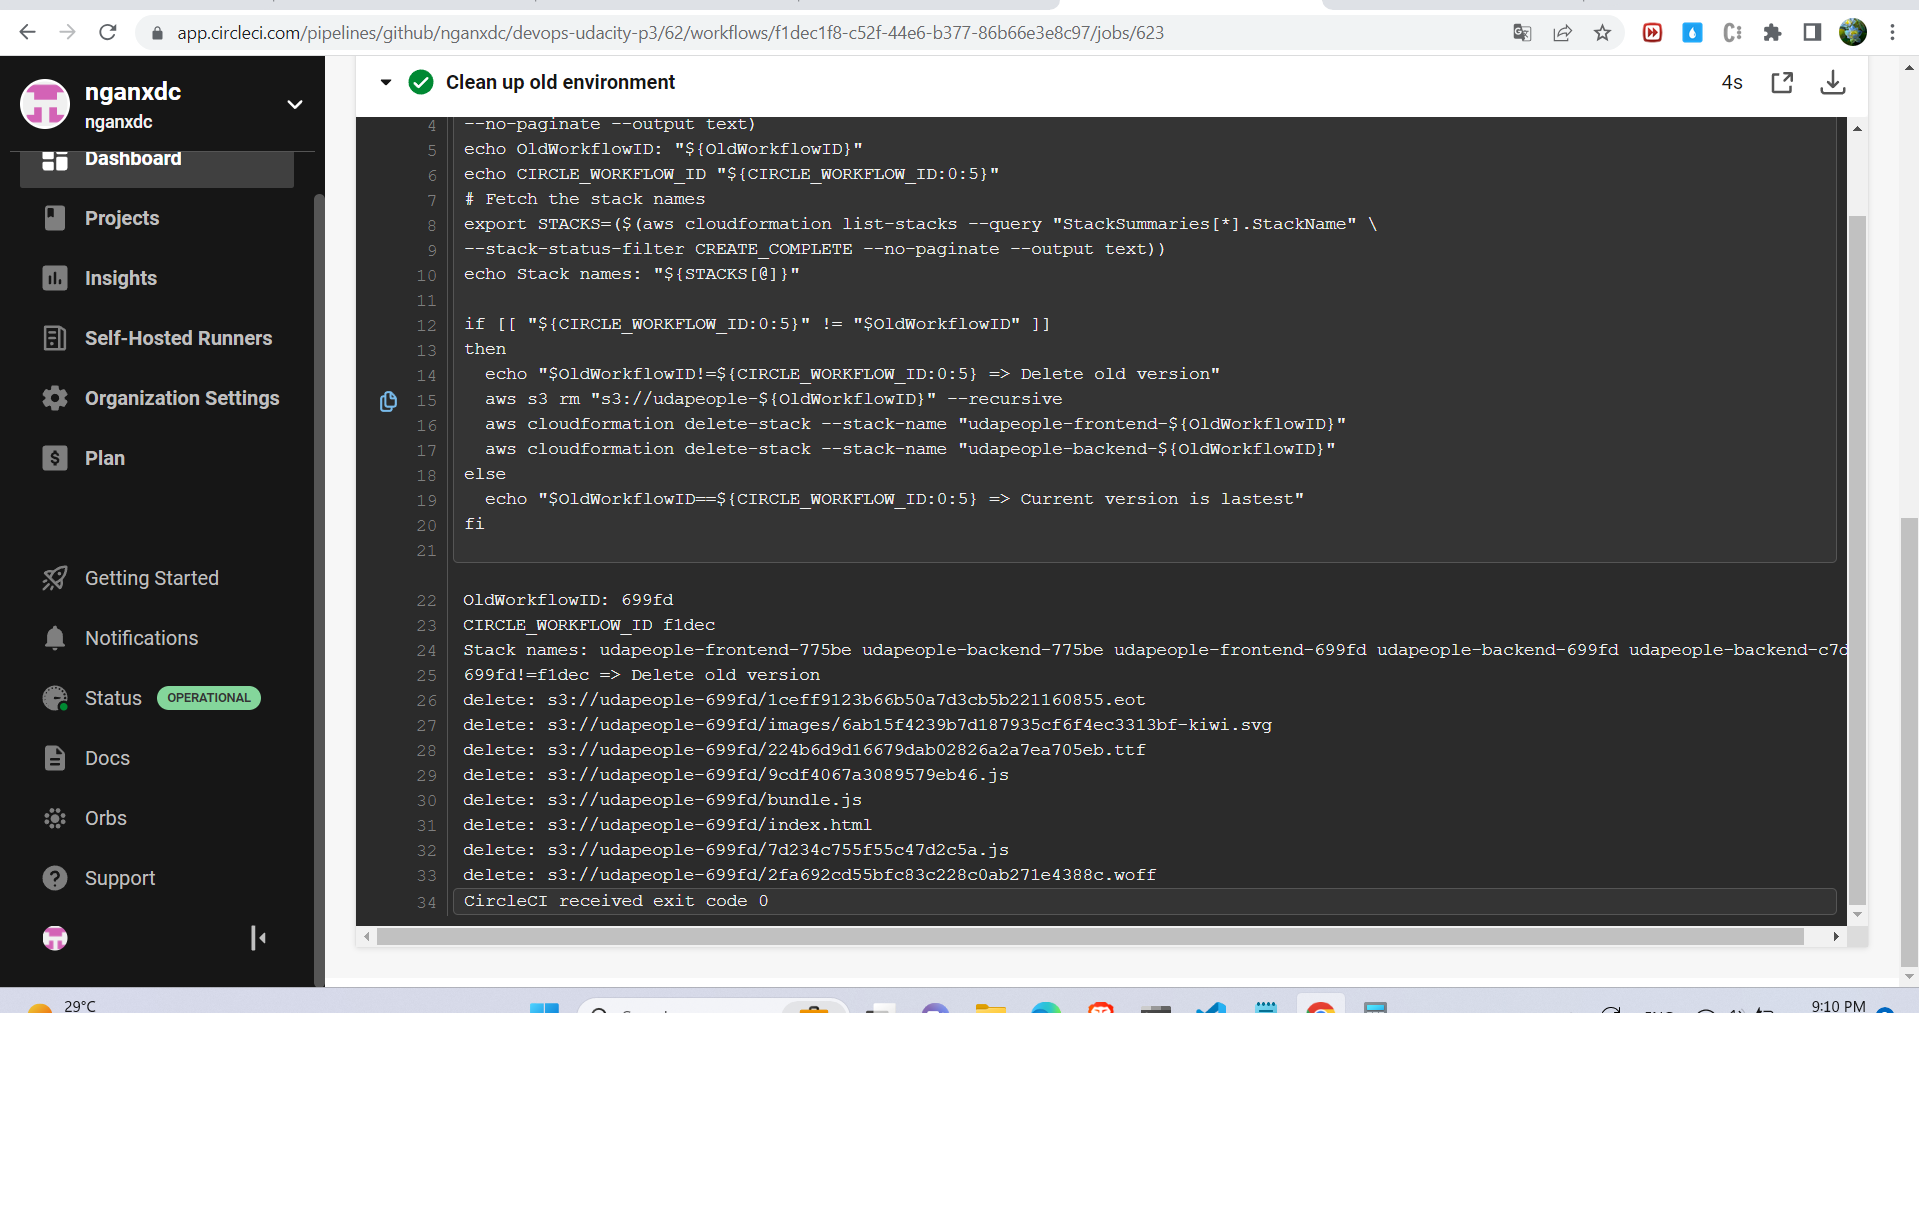 app.circleci.com/pipelines/github/nganxdc/devops-udacity-p3/62/workflows/f1dec1f8-c52f-44e6-b377-86b66e3e8c97/jobs/623
nganxdc
nganxdc
Dashboard
Projects
Insights
Self-Hosted Runners
Organization Settings
Plan
Getting Started
Notifications
Status OPERATIONAL
Docs
Orbs
Support
Clean up old environment
4s
4 --no-paginate --output text)
5 echo OldWorkflowID: "${OldWorkflowID}"
6 echo CIRCLE_WORKFLOW_ID "${CIRCLE_WORKFLOW_ID:0:5}"
7 # Fetch the stack names
8 export STACKS=($(aws cloudformation list-stacks --query "StackSummaries[*].StackName" \
9 --stack-status-filter CREATE_COMPLETE --no-paginate --output text))
10 echo Stack names: "${STACKS[@]}"
11
12 if [[ "${CIRCLE_WORKFLOW_ID:0:5}" != "$OldWorkflowID" ]]
13 then
14 echo "$OldWorkflowID!=${CIRCLE_WORKFLOW_ID:0:5} => Delete old version"
15 aws s3 rm "s3://udapeople-${OldWorkflowID}" --recursive
16 aws cloudformation delete-stack --stack-name "udapeople-frontend-${OldWorkflowID}"
17 aws cloudformation delete-stack --stack-name "udapeople-backend-${OldWorkflowID}"
18 else
19 echo "$OldWorkflowID==${CIRCLE_WORKFLOW_ID:0:5} => Current version is lastest"
20 fi
21
22 OldWorkflowID: 699fd
23 CIRCLE_WORKFLOW_ID f1dec
24 Stack names: udapeople-frontend-775be udapeople-backend-775be udapeople-frontend-699fd udapeople-backend-699fd udapeople-backend-c7d
25 699fd!=f1dec => Delete old version
26 delete: s3://udapeople-699fd/1ceff9123b66b50a7d3cb5b221160855.eot
27 delete: s3://udapeople-699fd/images/6ab15f4239b7d187935cf6f4ec3313bf-kiwi.svg
28 delete: s3://udapeople-699fd/224b6d9d16679dab02826a2a7ea705eb.ttf
29 delete: s3://udapeople-699fd/9cdf4067a3089579eb46.js
30 delete: s3://udapeople-699fd/bundle.js
31 delete: s3://udapeople-699fd/index.html
32 delete: s3://udapeople-699fd/7d234c755f55c47d2c5a.js
33 delete: s3://udapeople-699fd/2fa692cd55bfc83c228c0ab271e4388c.woff
34 CircleCI received exit code 0
29°C
9:10 PM